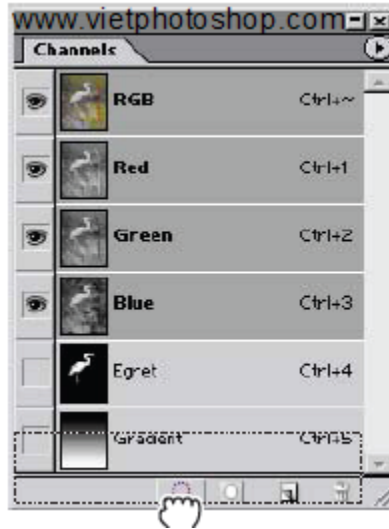 www.vietphotoshop.com
Channels
RGB Ctrl+~
Red Ctrl+1
Green Ctrl+2
Blue Ctrl+3
Egret Ctrl+4
Gradient Ctrl+5